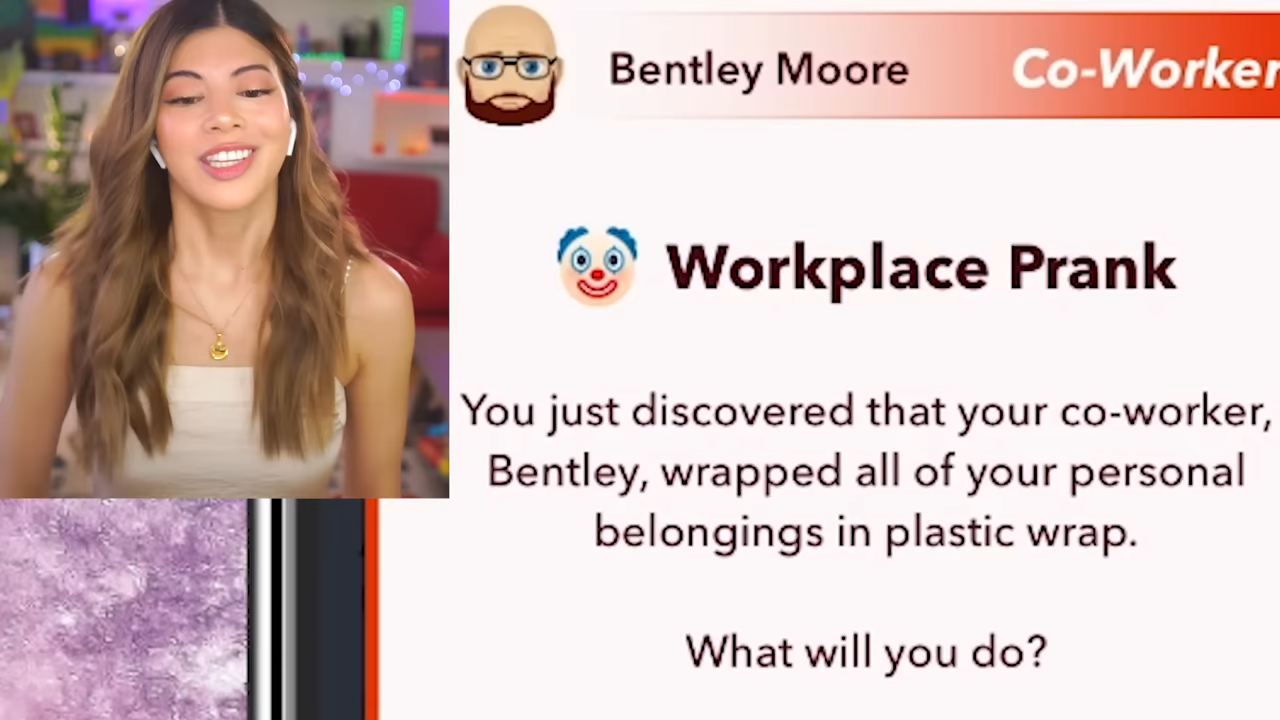 Bentley Moore
Co-Worker
Workplace Prank
You just discovered that your co-worker,
Bentley, wrapped all of your personal
belongings in plastic wrap.
What will you do?